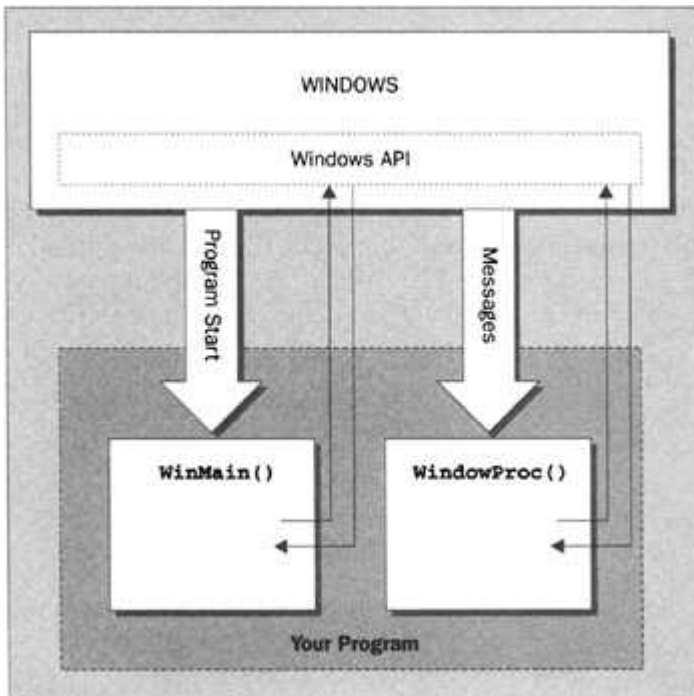 WINDOWS
Windows API
Program Start
Messages
WinMain()
WindowProc()
Your Program